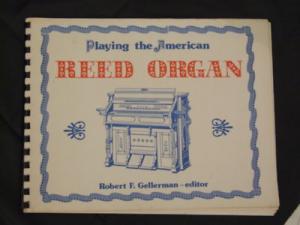 Playing the American
REED ORGAN
Robert F. Gellerman - editor